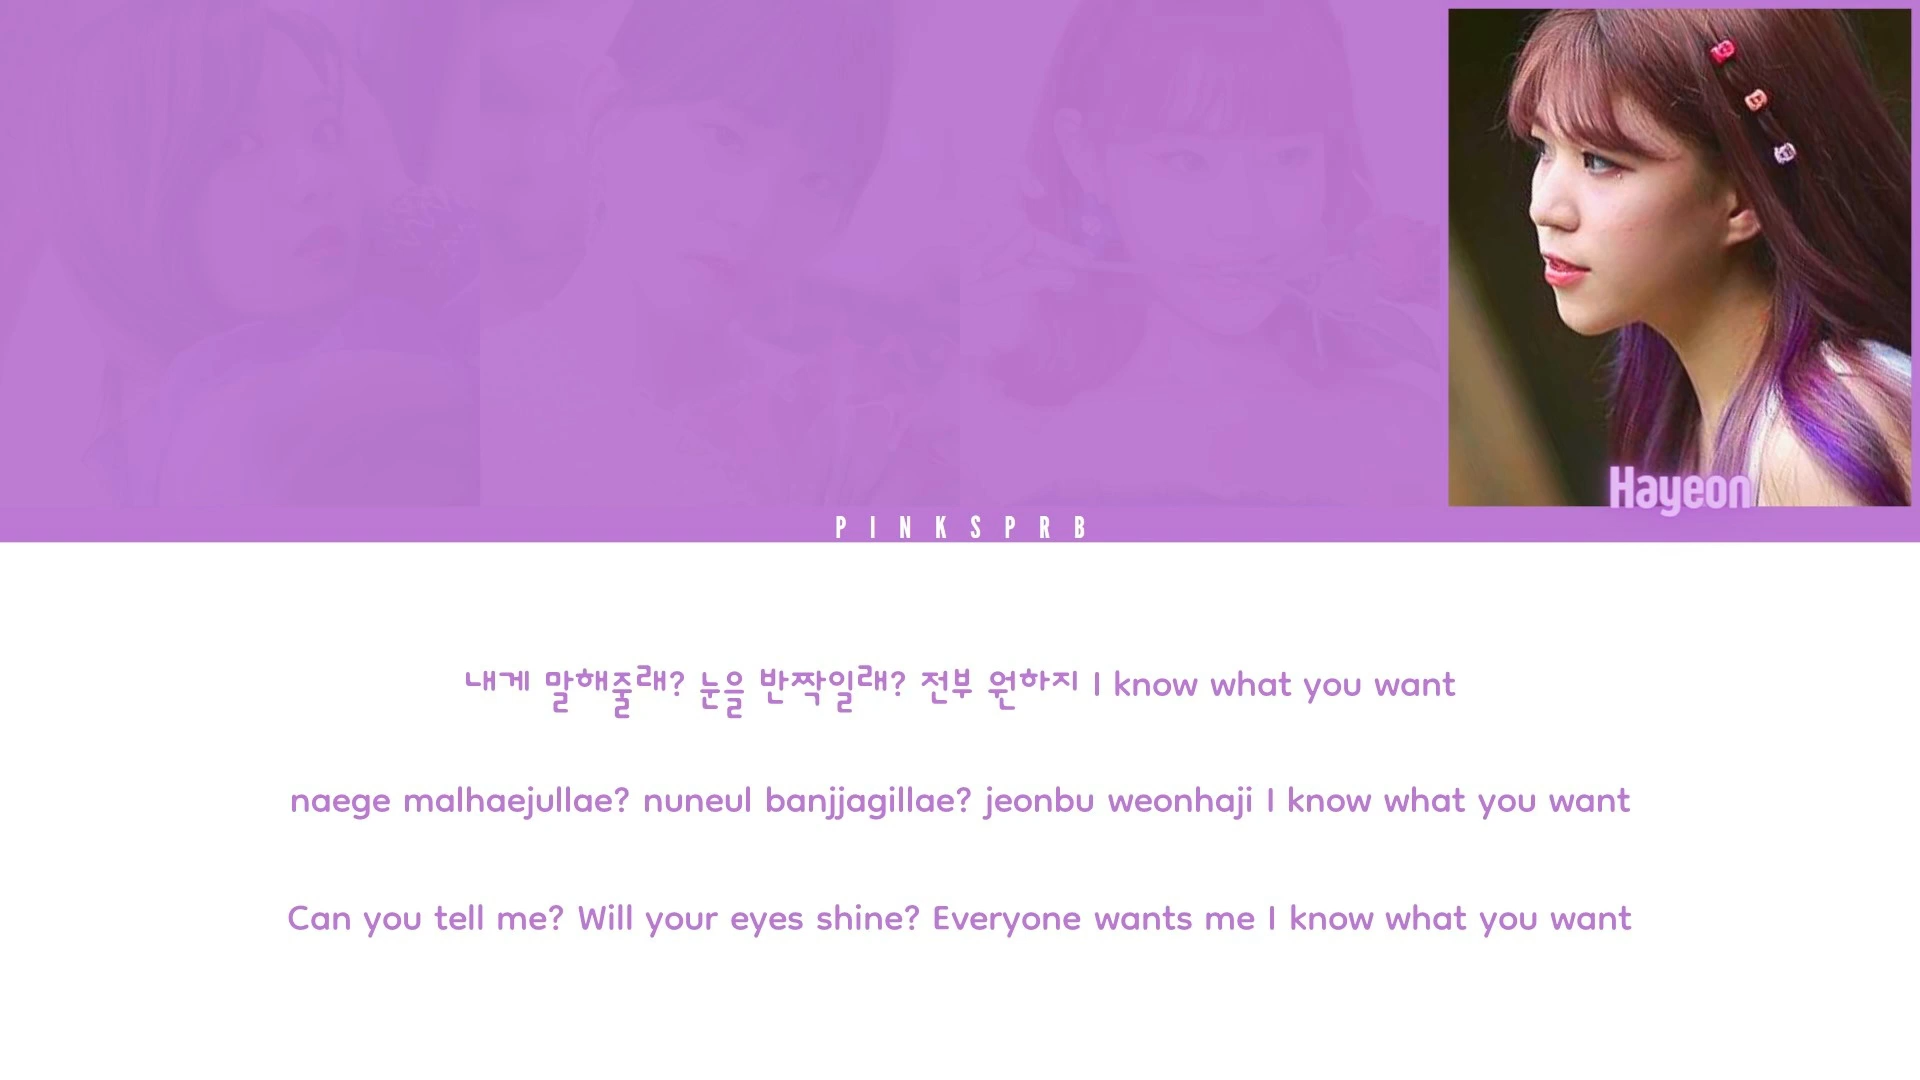 Hayeon
PINKSPRB
내게 말해줄래? 눈을 반짝일래? 전부 원하지 I know what you want
naege malhaejullae? nuneul banjjagillae? jeonbu weonhaji I know what you want
Can you tell me? Will your eyes shine? Everyone wants me I know what you want